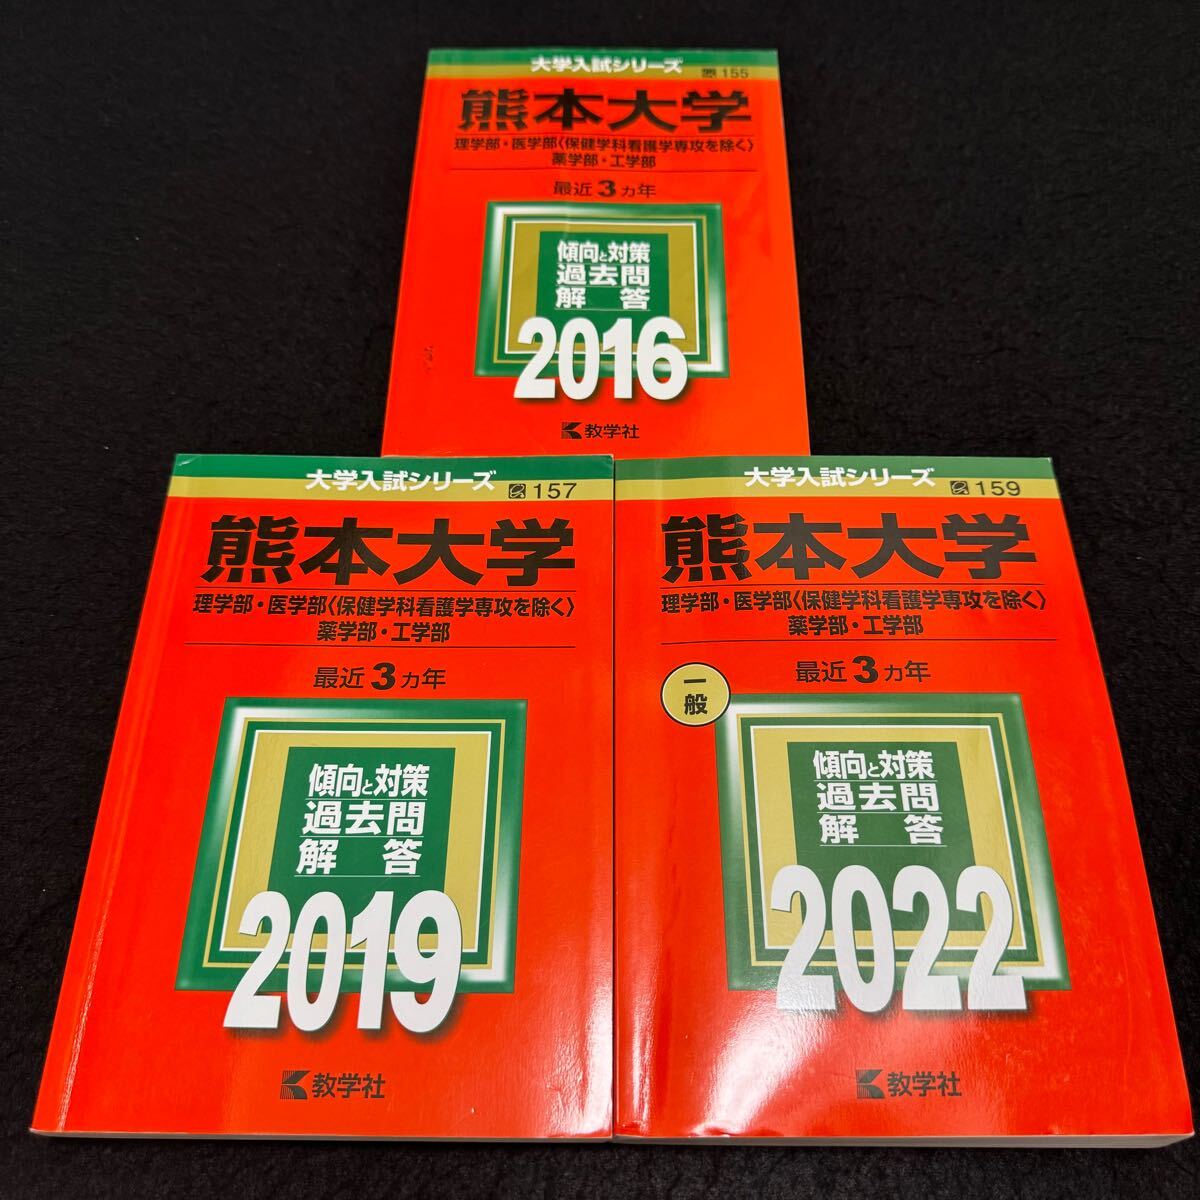 大学入試シリーズ
155
熊本大学
理学部・医学部〈保健学科看護学専攻を除く〉
薬学部・工学部
最近3ヵ年
傾向と対策
過去問
解答
2016
教学社
大学入試シリーズ
157
熊本大学
理学部・医学部〈保健学科看護学専攻を除く〉
薬学部・工学部
最近3ヵ年
傾向と対策
過去問
解答
2019
教学社
大学入試シリーズ
159
熊本大学
理学部・医学部〈保健学科看護学専攻を除く〉
薬学部・工学部
最近3ヵ年
一般
傾向と対策
過去問
解答
2022
教学社